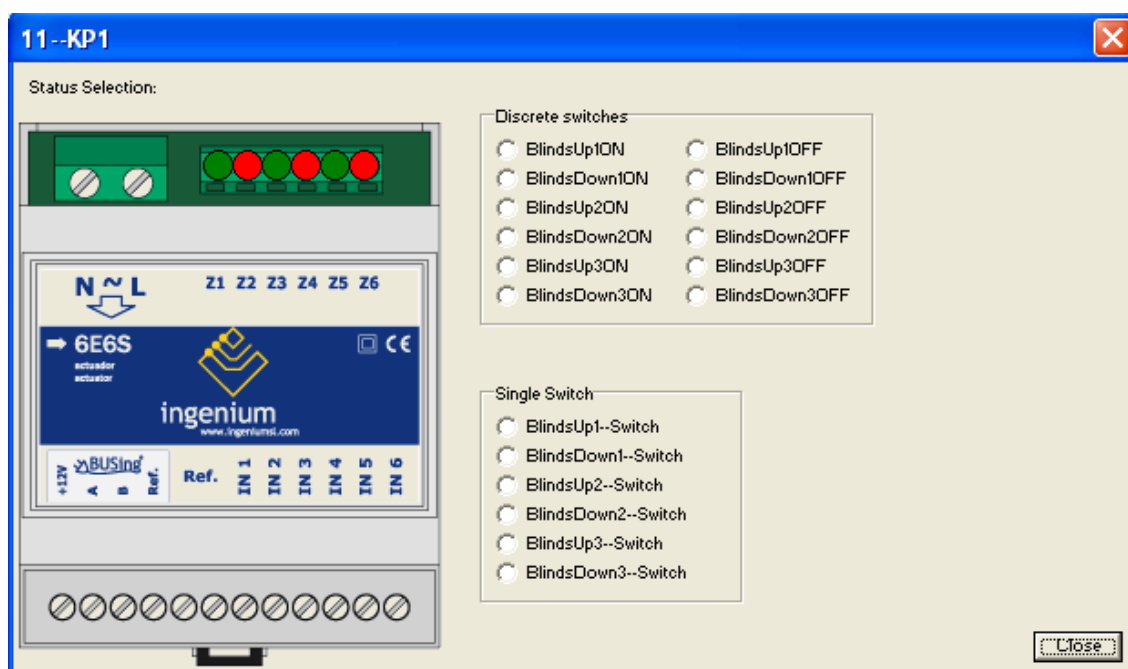 11--KP1
Status Selection:
Discrete switches
BlindsUp1ON
BlindsUp1OFF
BlindsDown1ON
BlindsDown1OFF
BlindsUp2ON
BlindsUp2OFF
BlindsDown2ON
BlindsDown2OFF
BlindsUp3ON
BlindsUp3OFF
BlindsDown3ON
BlindsDown3OFF
N ~ L
Z1 Z2 Z3 Z4 Z5 Z6
6E6S
CE
actuador
actuator
ingenium
www.ingeniumsl.com
+12V A B Ref.
BUSing
Ref. IN 1 IN 2 IN 3 IN 4 IN 5 IN 6
Single Switch
BlindsUp1--Switch
BlindsDown1--Switch
BlindsUp2--Switch
BlindsDown2--Switch
BlindsUp3--Switch
BlindsDown3--Switch
Close